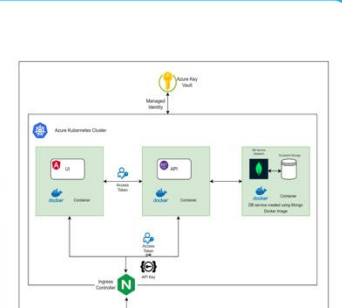 Azure Key
Vault
Managed
Identity
Azure Kubernetes Cluster
UI
API
docker
Container
Access
Token
docker
Container
docker
Container
DB service created using Mongo
Docker Image
Access
Token
API Key
Ingress
Controller
N